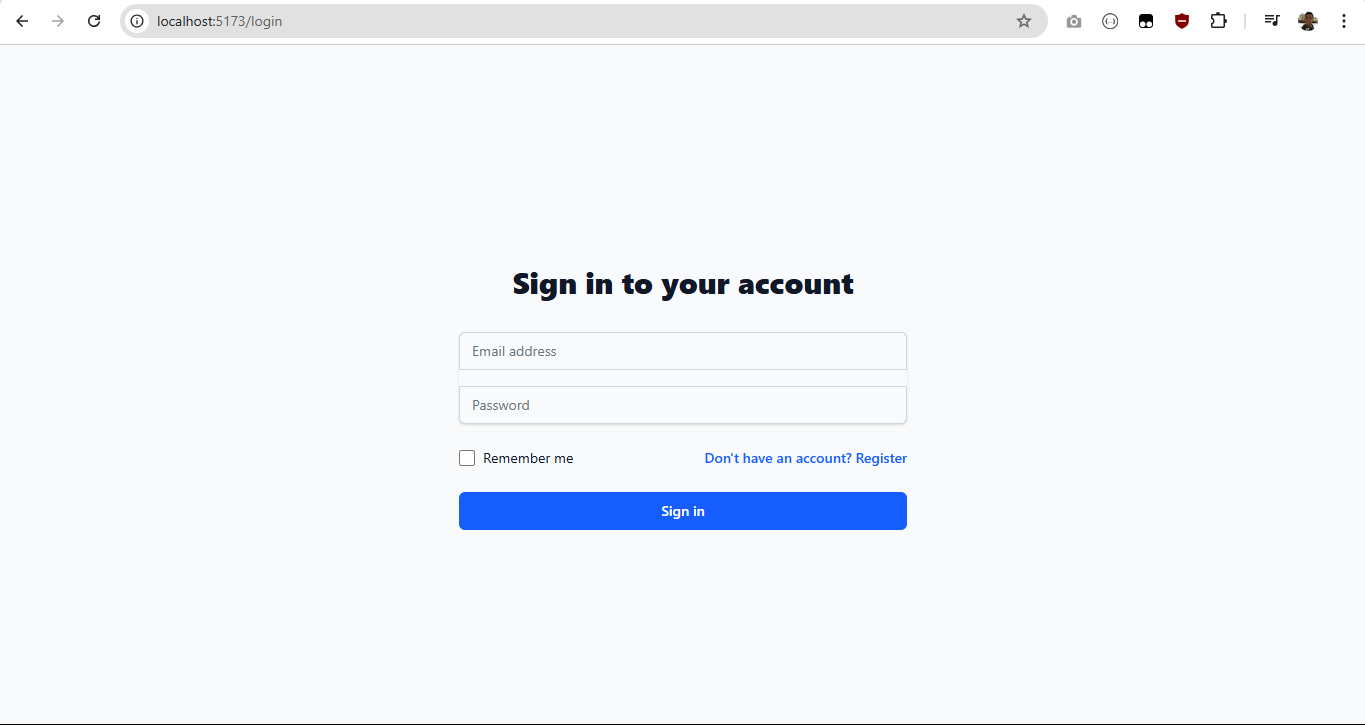 localhost:5173/login
Sign in to your account
Email address
Password
Remember me
Don't have an account? Register
Sign in